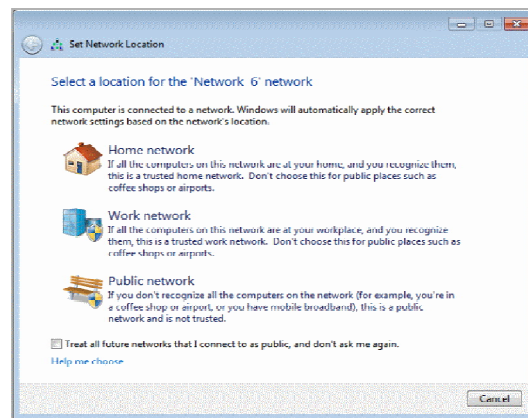 Set Network Location
Select a location for the 'Network 6' network
This computer is connected to a network. Windows will automatically apply the correct
network settings based on the network's location.
Home network
If all the computers on this network are at your home, and you recognize them,
this is a trusted home network. Don't choose this for public places such as
coffee shops or airports.
Work network
If all the computers on this network are at your workplace, and you recognize
them, this is a trusted work network. Don't choose this for public places such as
coffee shops or airports.
Public network
If you don't recognize all the computers on the network (for example, you're in
a coffee shop or airport, or you have mobile broadband), this is a public
network and is not trusted.
Treat all future networks that I connect to as public, and don't ask me again.
Help me choose
Cancel